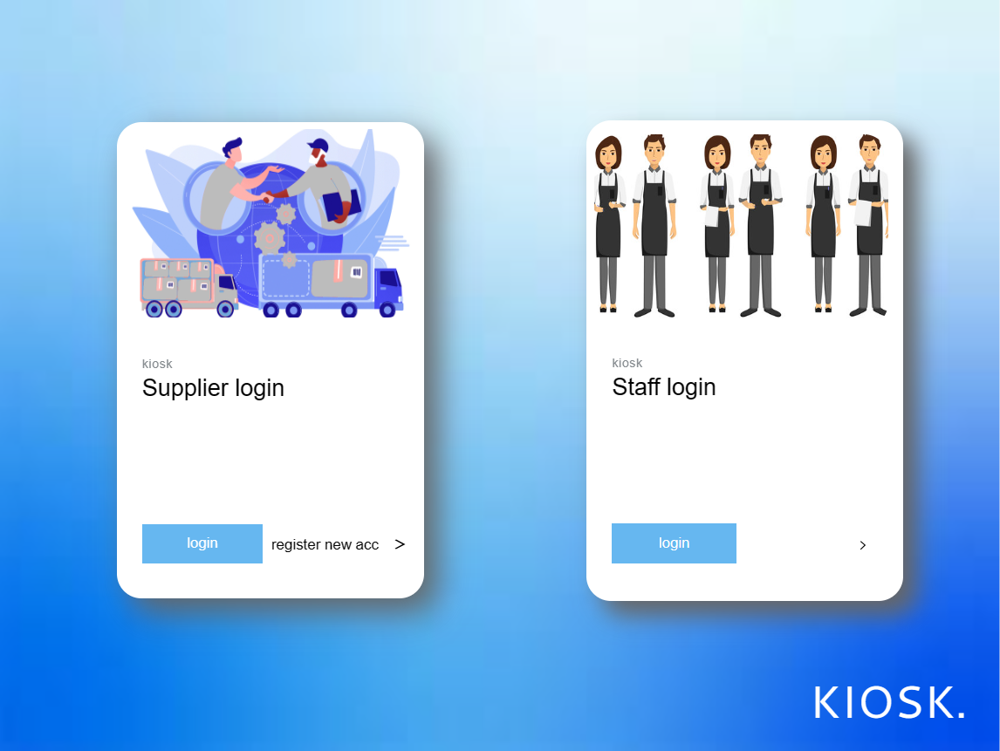 kiosk
Supplier login
login
register new acc >
kiosk
Staff login
login
>
KIOSK.